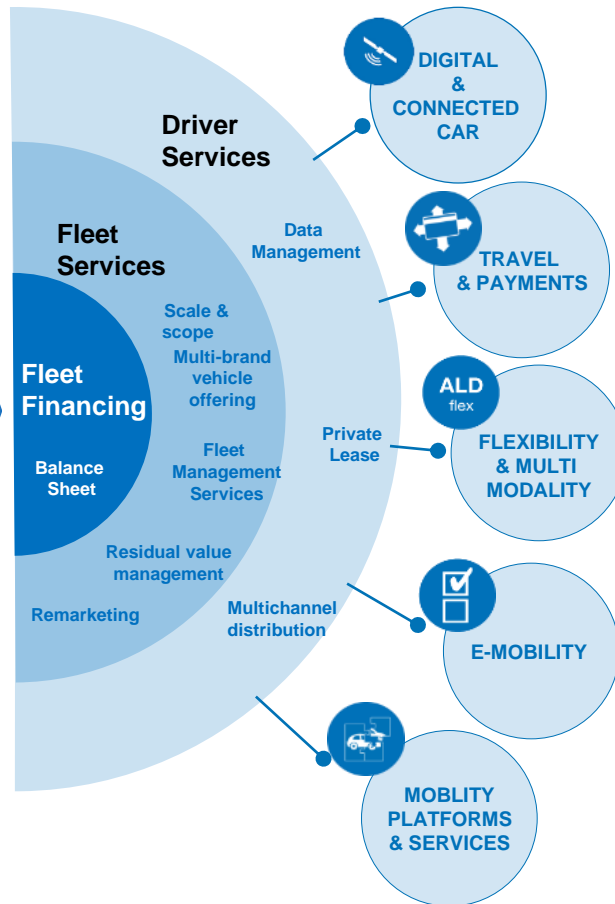 Driver
Services
Data
Management
Private
Lease
Multichannel
distribution
Fleet
Services
Scale &
scope
Multi-brand
vehicle
offering
Fleet
Management
Services
Residual value
management
Remarketing
Fleet
Financing
Balance
Sheet
DIGITAL
&
CONNECTED
CAR
TRAVEL
& PAYMENTS
ALD
flex
FLEXIBILITY
& MULTI
MODALITY
E-MOBILITY
MOBLITY
PLATFORMS
& SERVICES